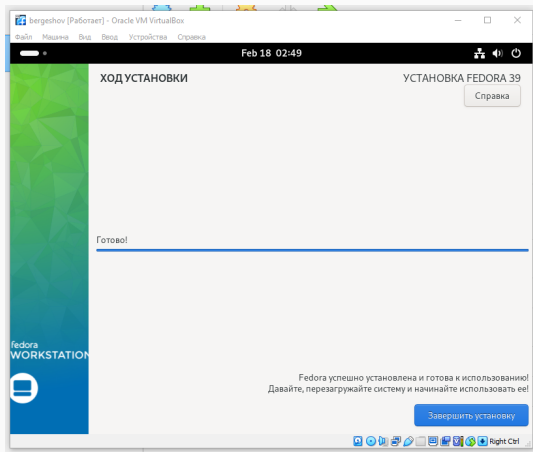 bergeshov [Работает] - Oracle VM VirtualBox
Файл Машина Вид Ввод Устройства Справка
Feb 18 02:49
ХОД УСТАНОВКИ
УСТАНОВКА FEDORA 39
Справка
Готово!
fedora
WORKSTATION
Fedora успешно установлена и готова к использованию!
Давайте, перезагружайте систему и начинайте использовать ее!
Завершить установку
Right Ctrl